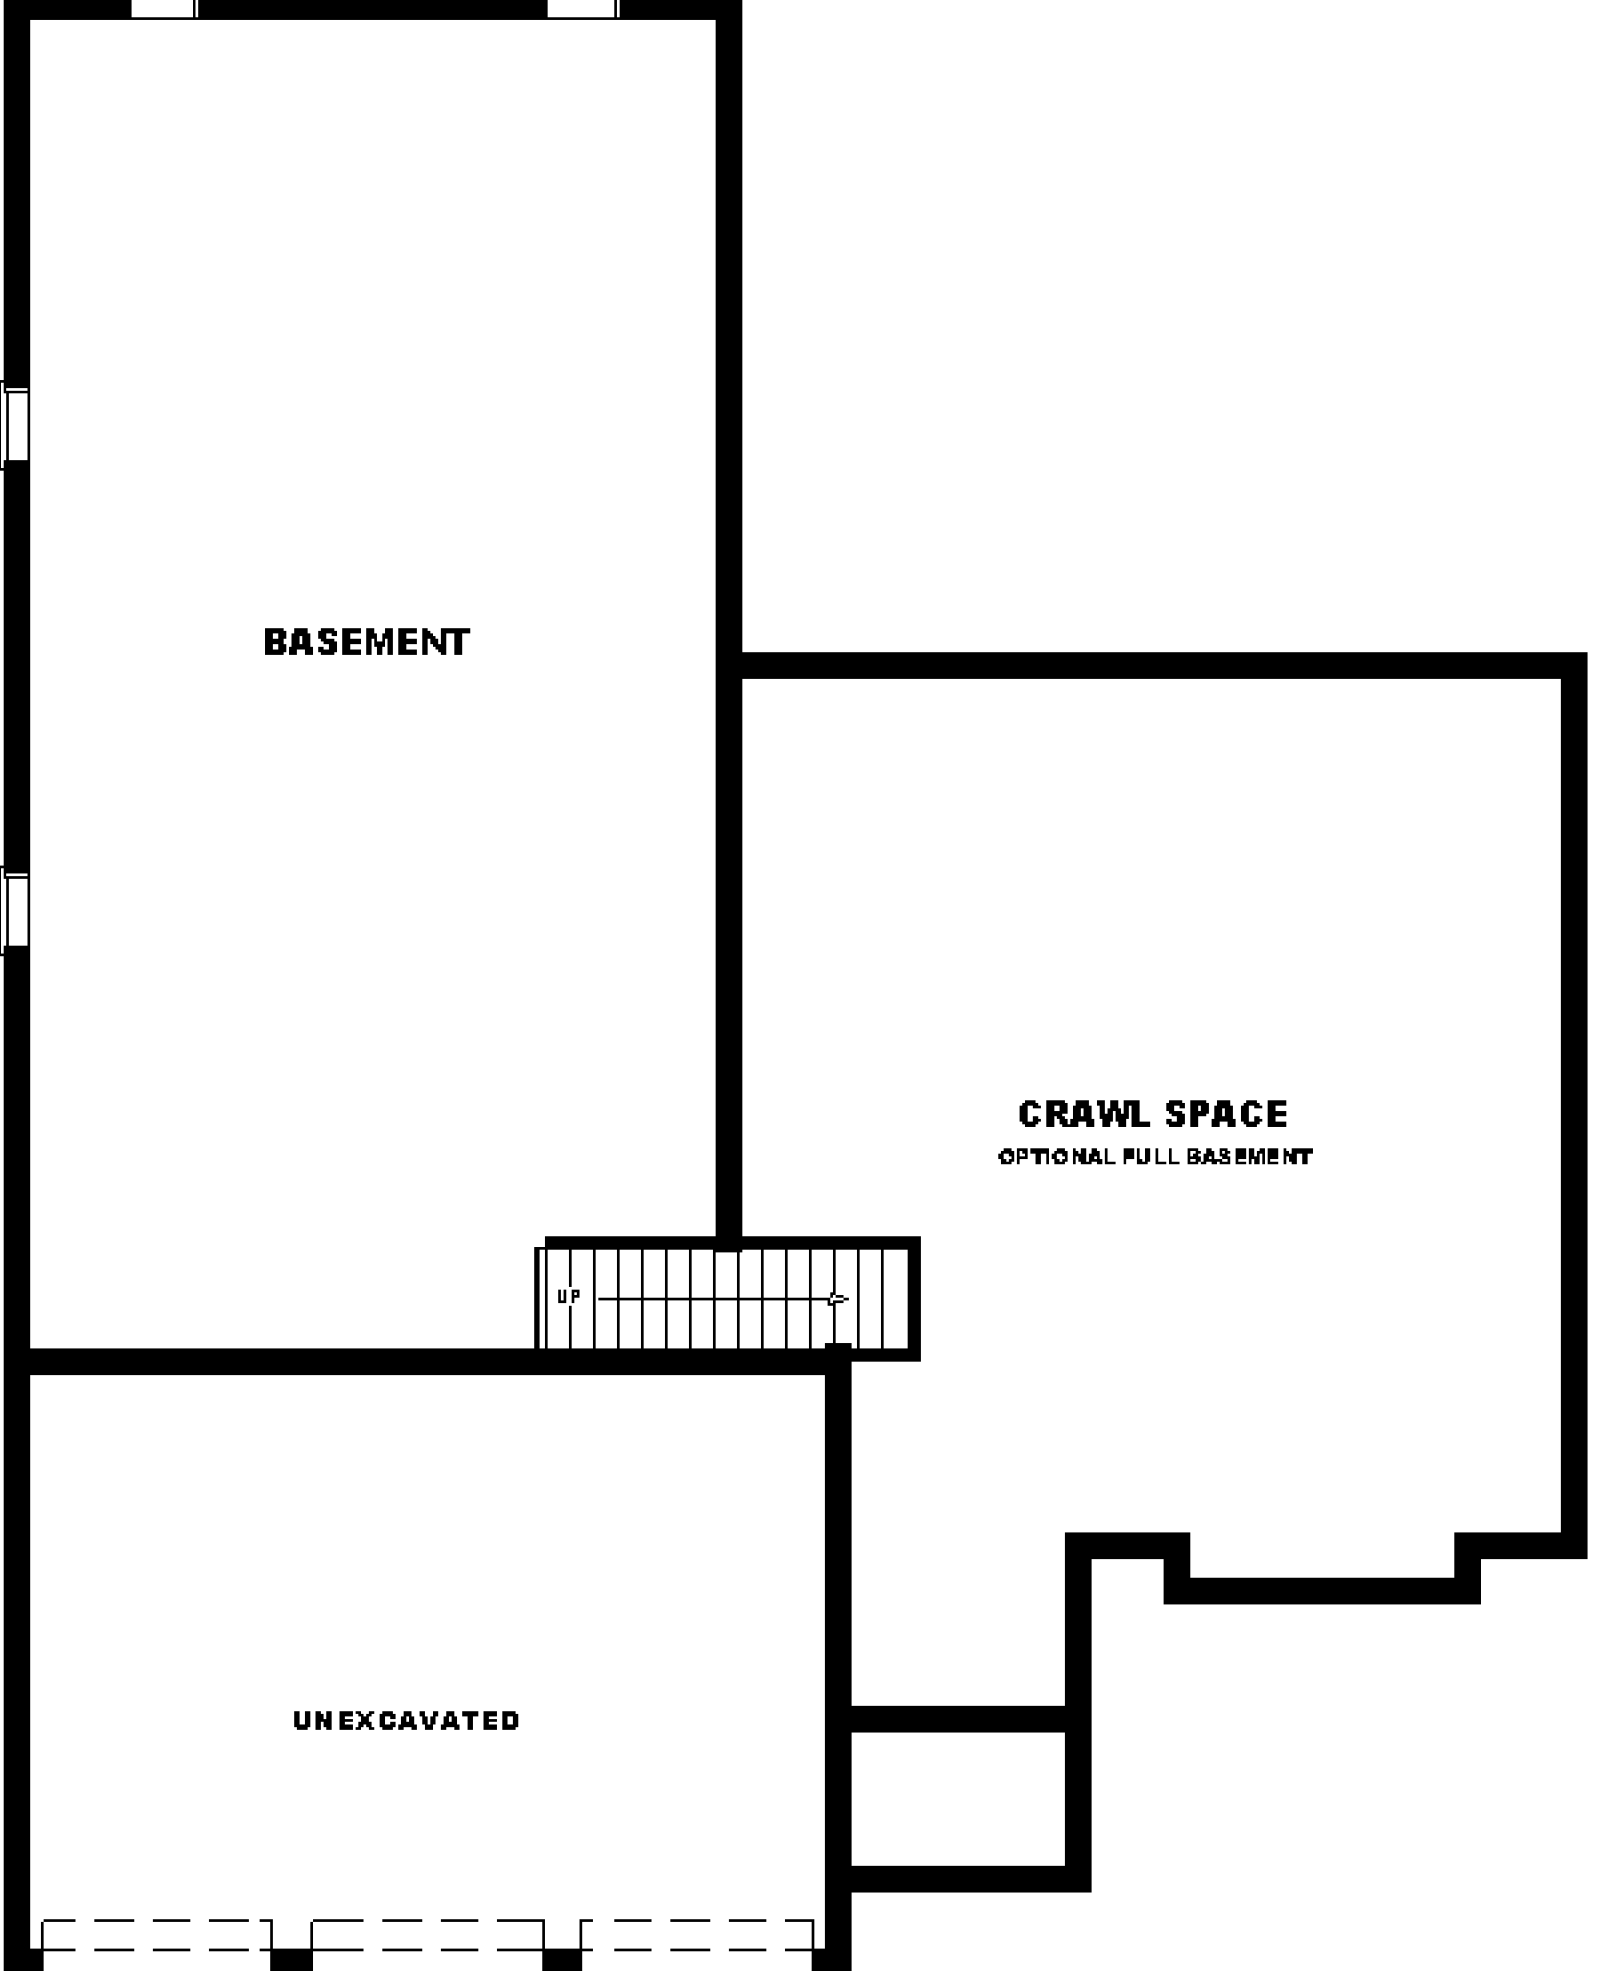 BASEMENT
CRAWL SPACE
OPTIONAL FULL BASEMENT
UP
UNEXCAVATED